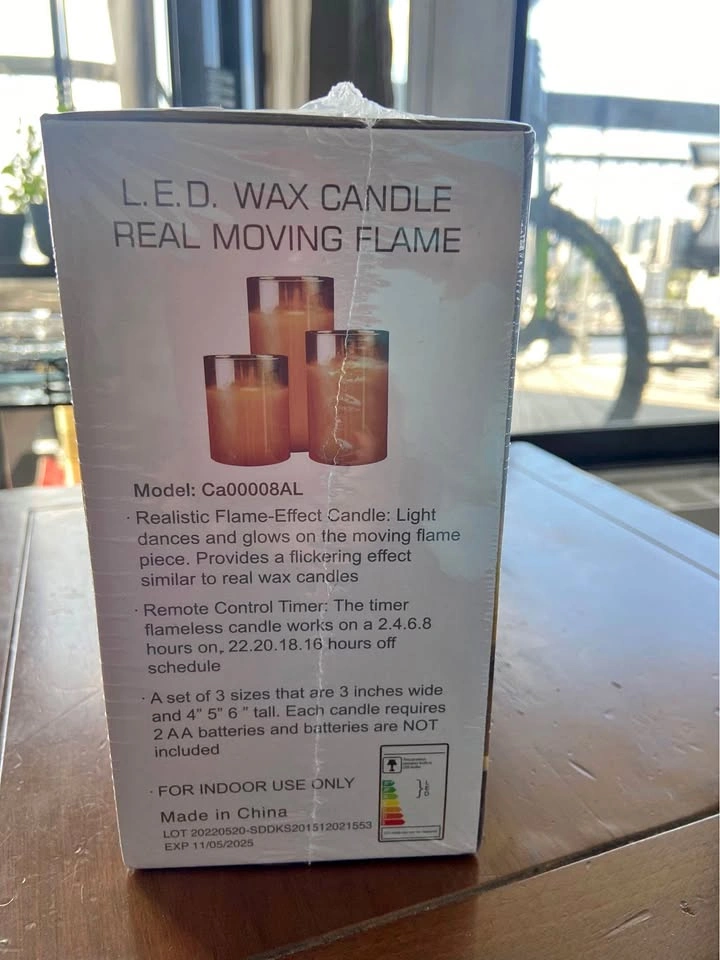 L.E.D. WAX CANDLE
REAL MOVING FLAME
Model: Ca00008AL
· Realistic Flame-Effect Candle: Light
dances and glows on the moving flame
piece. Provides a flickering effect
similar to real wax candles
· Remote Control Timer: The timer
flameless candle works on a 2.4.6.8
hours on, 22.20.18.16 hours off
schedule
· A set of 3 sizes that are 3 inches wide
and 4" 5" 6 " tall. Each candle requires
2 AA batteries and batteries are NOT
included
· FOR INDOOR USE ONLY
Made in China
LOT 20220520-SDDKS201512021553
EXP 11/05/2025